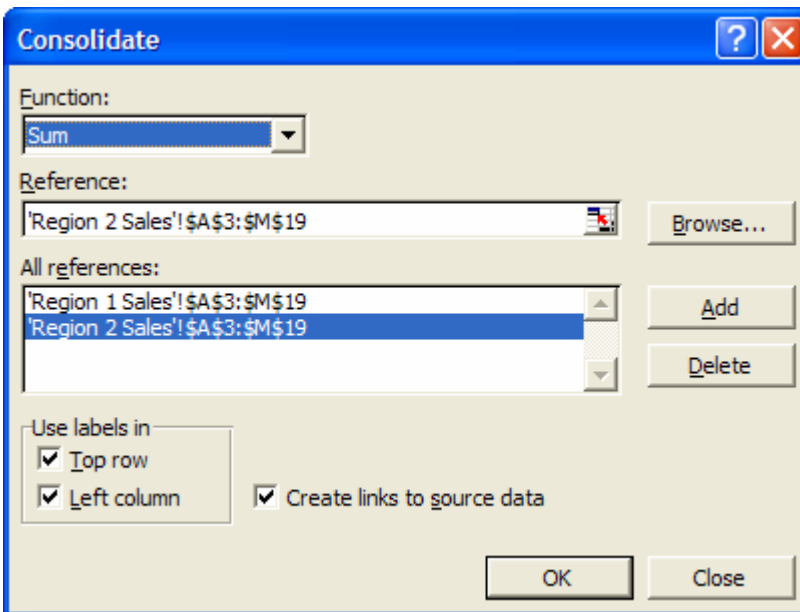 Consolidate
?
Function:
Sum
Reference:
'Region 2 Sales'!$A$3:$M$19
Browse...
All references:
'Region 1 Sales'!$A$3:$M$19
'Region 2 Sales'!$A$3:$M$19
Add
Delete
Use labels in
Top row
Left column
Create links to source data
OK
Close